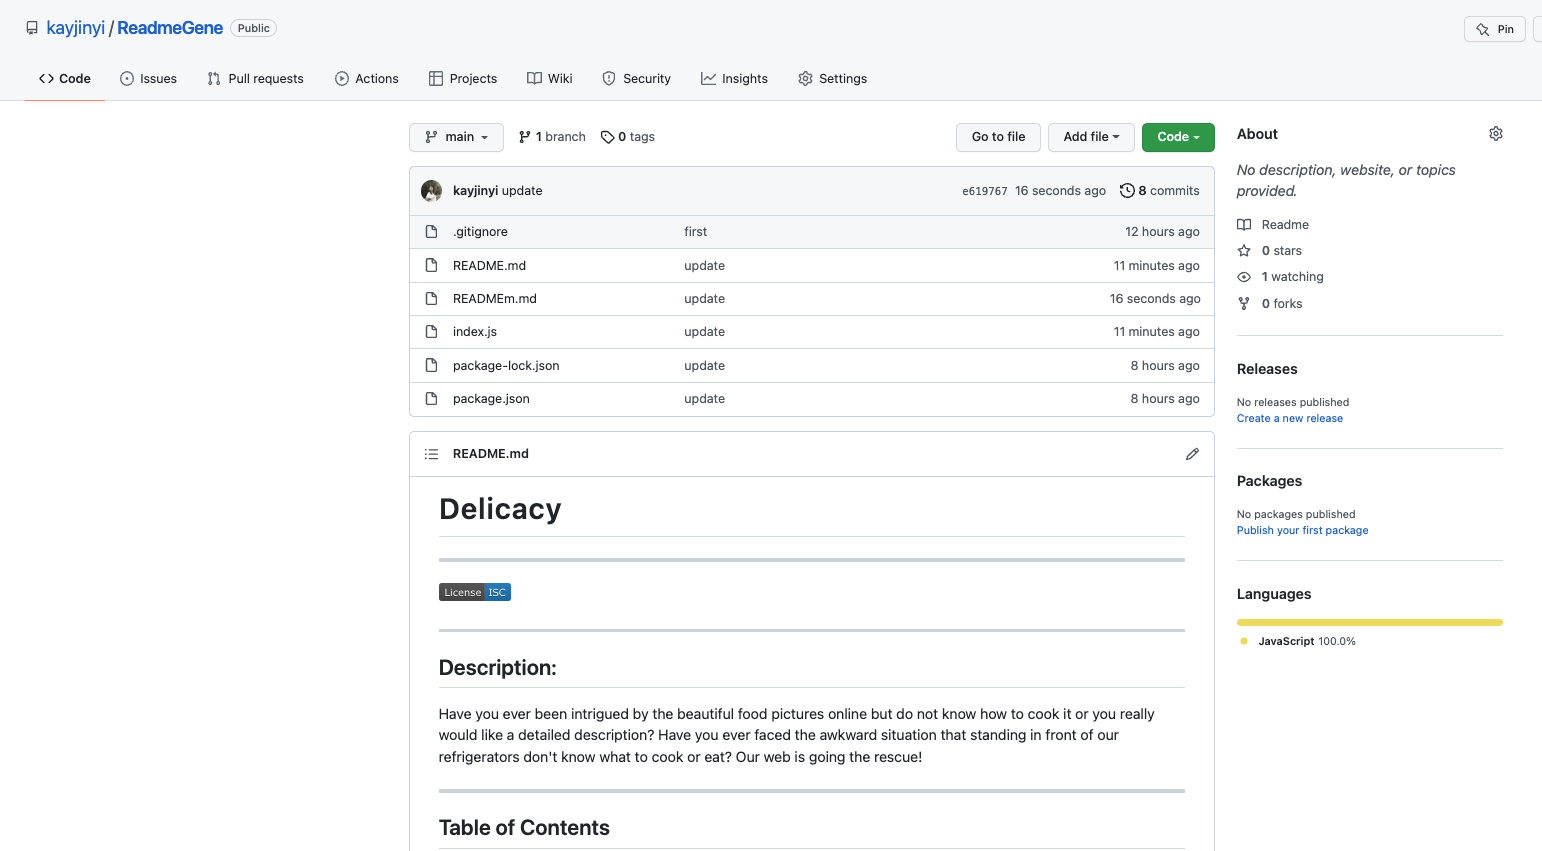 kayjinyi / ReadmeGene Public
Pin
Code Issues Pull requests Actions Projects Wiki Security Insights Settings
main 1 branch 0 tags Go to file Add file Code
kayjinyi update e619767 16 seconds ago 8 commits
.gitignore first 12 hours ago
README.md update 11 minutes ago
READMEm.md update 16 seconds ago
index.js update 11 minutes ago
package-lock.json update 8 hours ago
package.json update 8 hours ago
README.md
Delicacy
License ISC
Description:
Have you ever been intrigued by the beautiful food pictures online but do not know how to cook it or you really
would like a detailed description? Have you ever faced the awkward situation that standing in front of our
refrigerators don't know what to cook or eat? Our web is going the rescue!
Table of Contents
About
No description, website, or topics
provided.
Readme
0 stars
1 watching
0 forks
Releases
No releases published
Create a new release
Packages
No packages published
Publish your first package
Languages
JavaScript 100.0%